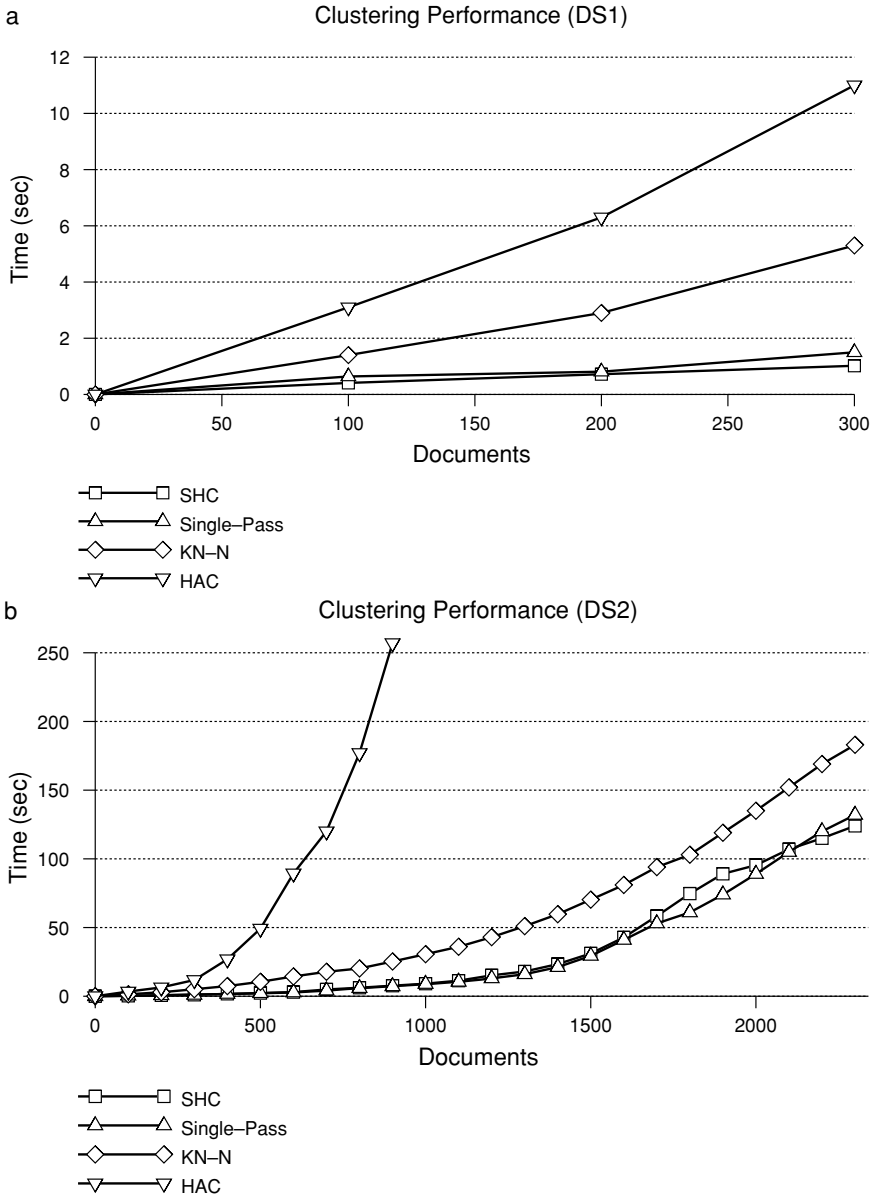 a
Clustering Performance (DS1)
12
10
8
6
4
2
0
Time (sec)
0 50 100 150 200 250 300
Documents
SHC
Single–Pass
KN–N
HAC
b
Clustering Performance (DS2)
250
200
150
100
50
0
Time (sec)
0 500 1000 1500 2000
Documents
SHC
Single–Pass
KN–N
HAC